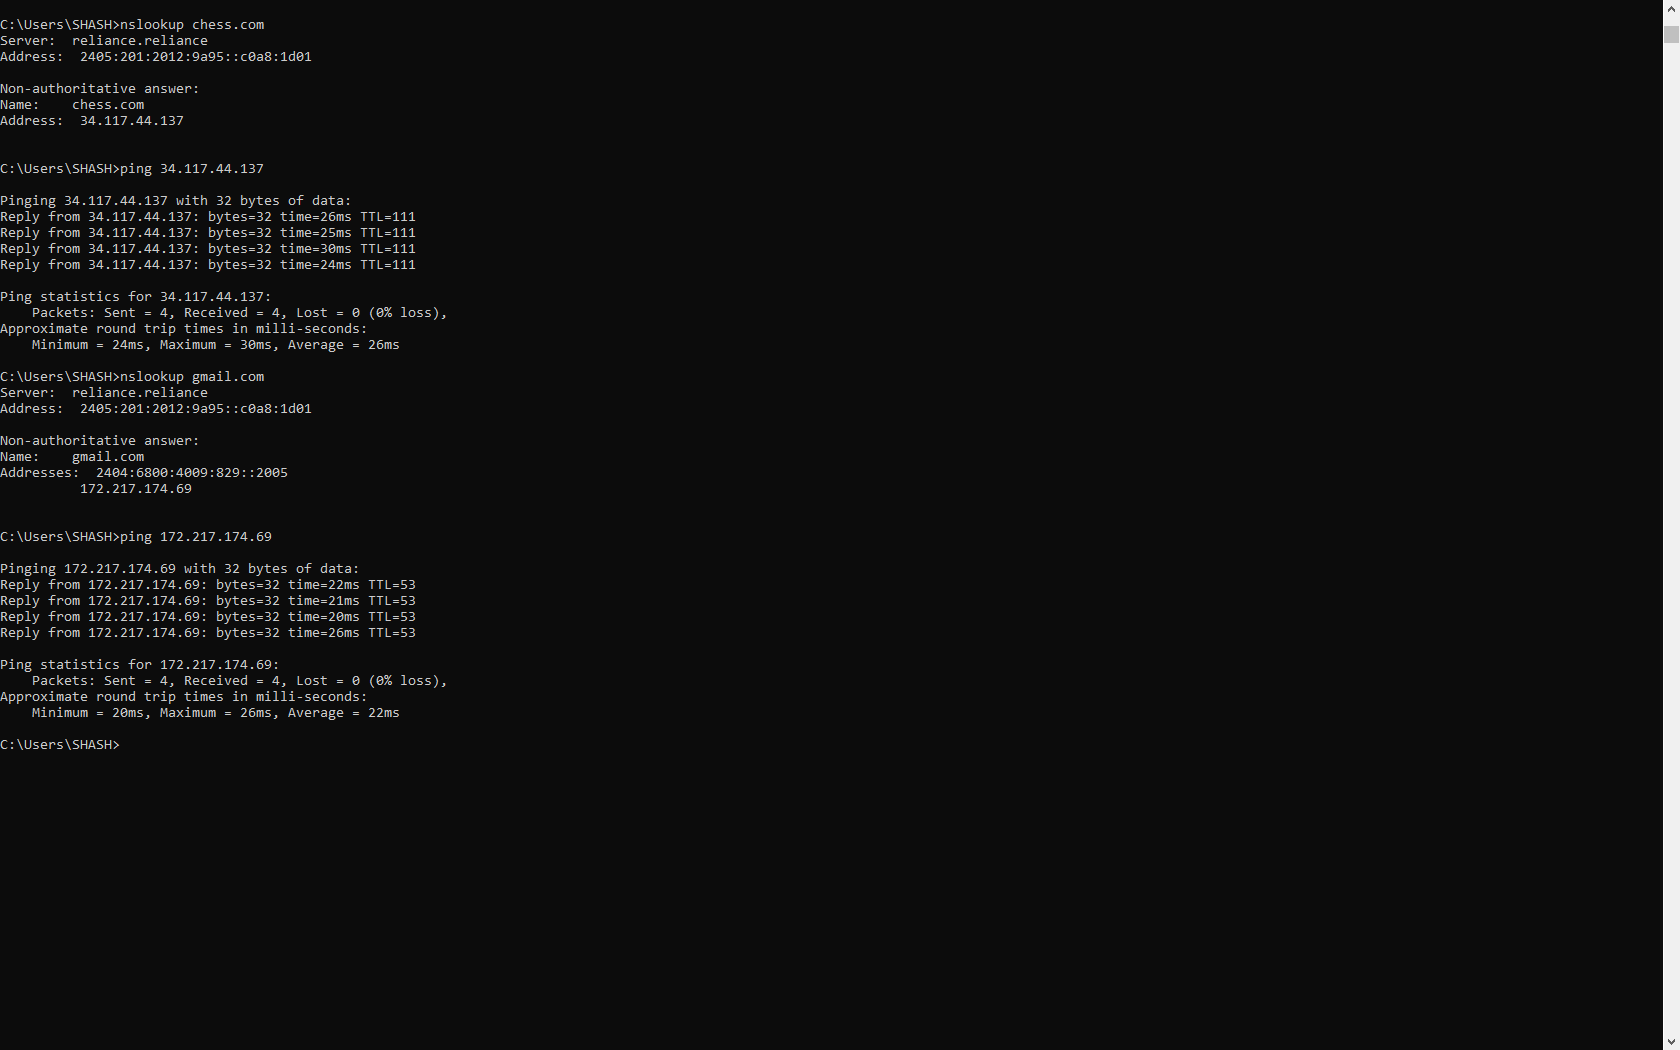 C:\Users\SHASH>nslookup chess.com
Server:  reliance.reliance
Address:  2405:201:2012:9a95::c0a8:1d01

Non-authoritative answer:
Name:    chess.com
Address:  34.117.44.137


C:\Users\SHASH>ping 34.117.44.137

Pinging 34.117.44.137 with 32 bytes of data:
Reply from 34.117.44.137: bytes=32 time=26ms TTL=111
Reply from 34.117.44.137: bytes=32 time=25ms TTL=111
Reply from 34.117.44.137: bytes=32 time=30ms TTL=111
Reply from 34.117.44.137: bytes=32 time=24ms TTL=111

Ping statistics for 34.117.44.137:
    Packets: Sent = 4, Received = 4, Lost = 0 (0% loss),
Approximate round trip times in milli-seconds:
    Minimum = 24ms, Maximum = 30ms, Average = 26ms

C:\Users\SHASH>nslookup gmail.com
Server:  reliance.reliance
Address:  2405:201:2012:9a95::c0a8:1d01

Non-authoritative answer:
Name:    gmail.com
Addresses:  2404:6800:4009:829::2005
          172.217.174.69


C:\Users\SHASH>ping 172.217.174.69

Pinging 172.217.174.69 with 32 bytes of data:
Reply from 172.217.174.69: bytes=32 time=22ms TTL=53
Reply from 172.217.174.69: bytes=32 time=21ms TTL=53
Reply from 172.217.174.69: bytes=32 time=20ms TTL=53
Reply from 172.217.174.69: bytes=32 time=26ms TTL=53

Ping statistics for 172.217.174.69:
    Packets: Sent = 4, Received = 4, Lost = 0 (0% loss),
Approximate round trip times in milli-seconds:
    Minimum = 20ms, Maximum = 26ms, Average = 22ms

C:\Users\SHASH>